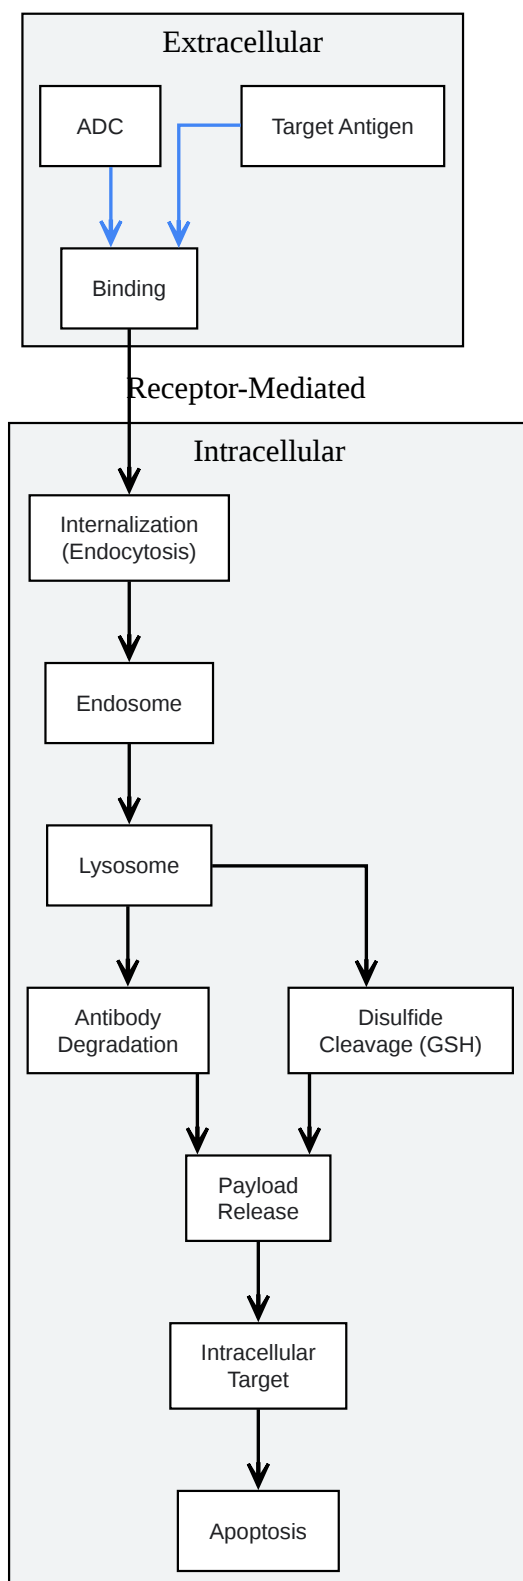 Extracellular
ADC
Target Antigen
Binding
Receptor-Mediated
Intracellular
Internalization
(Endocytosis)
Endosome
Lysosome
Antibody
Degradation
Disulfide
Cleavage (GSH)
Payload
Release
Intracellular
Target
Apoptosis